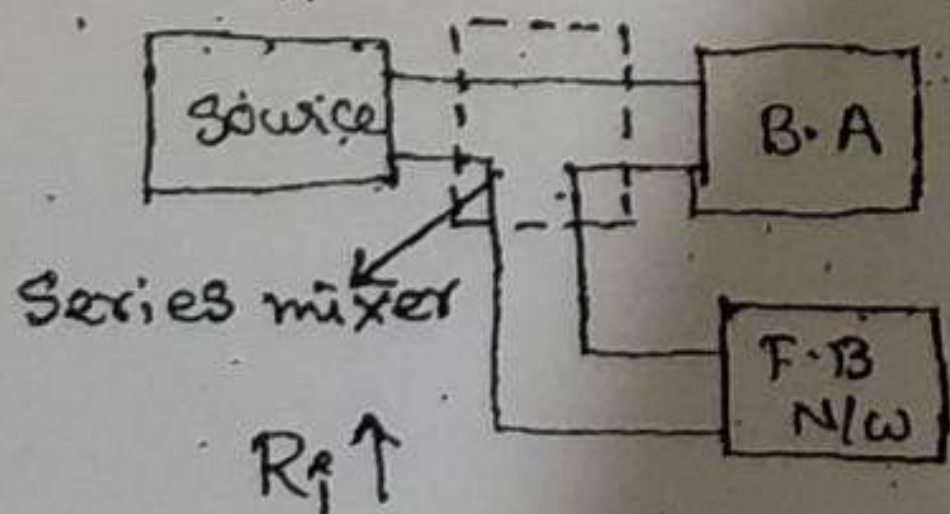 Source
B.A
Series mixer
F.B
N/W
Ri ↑